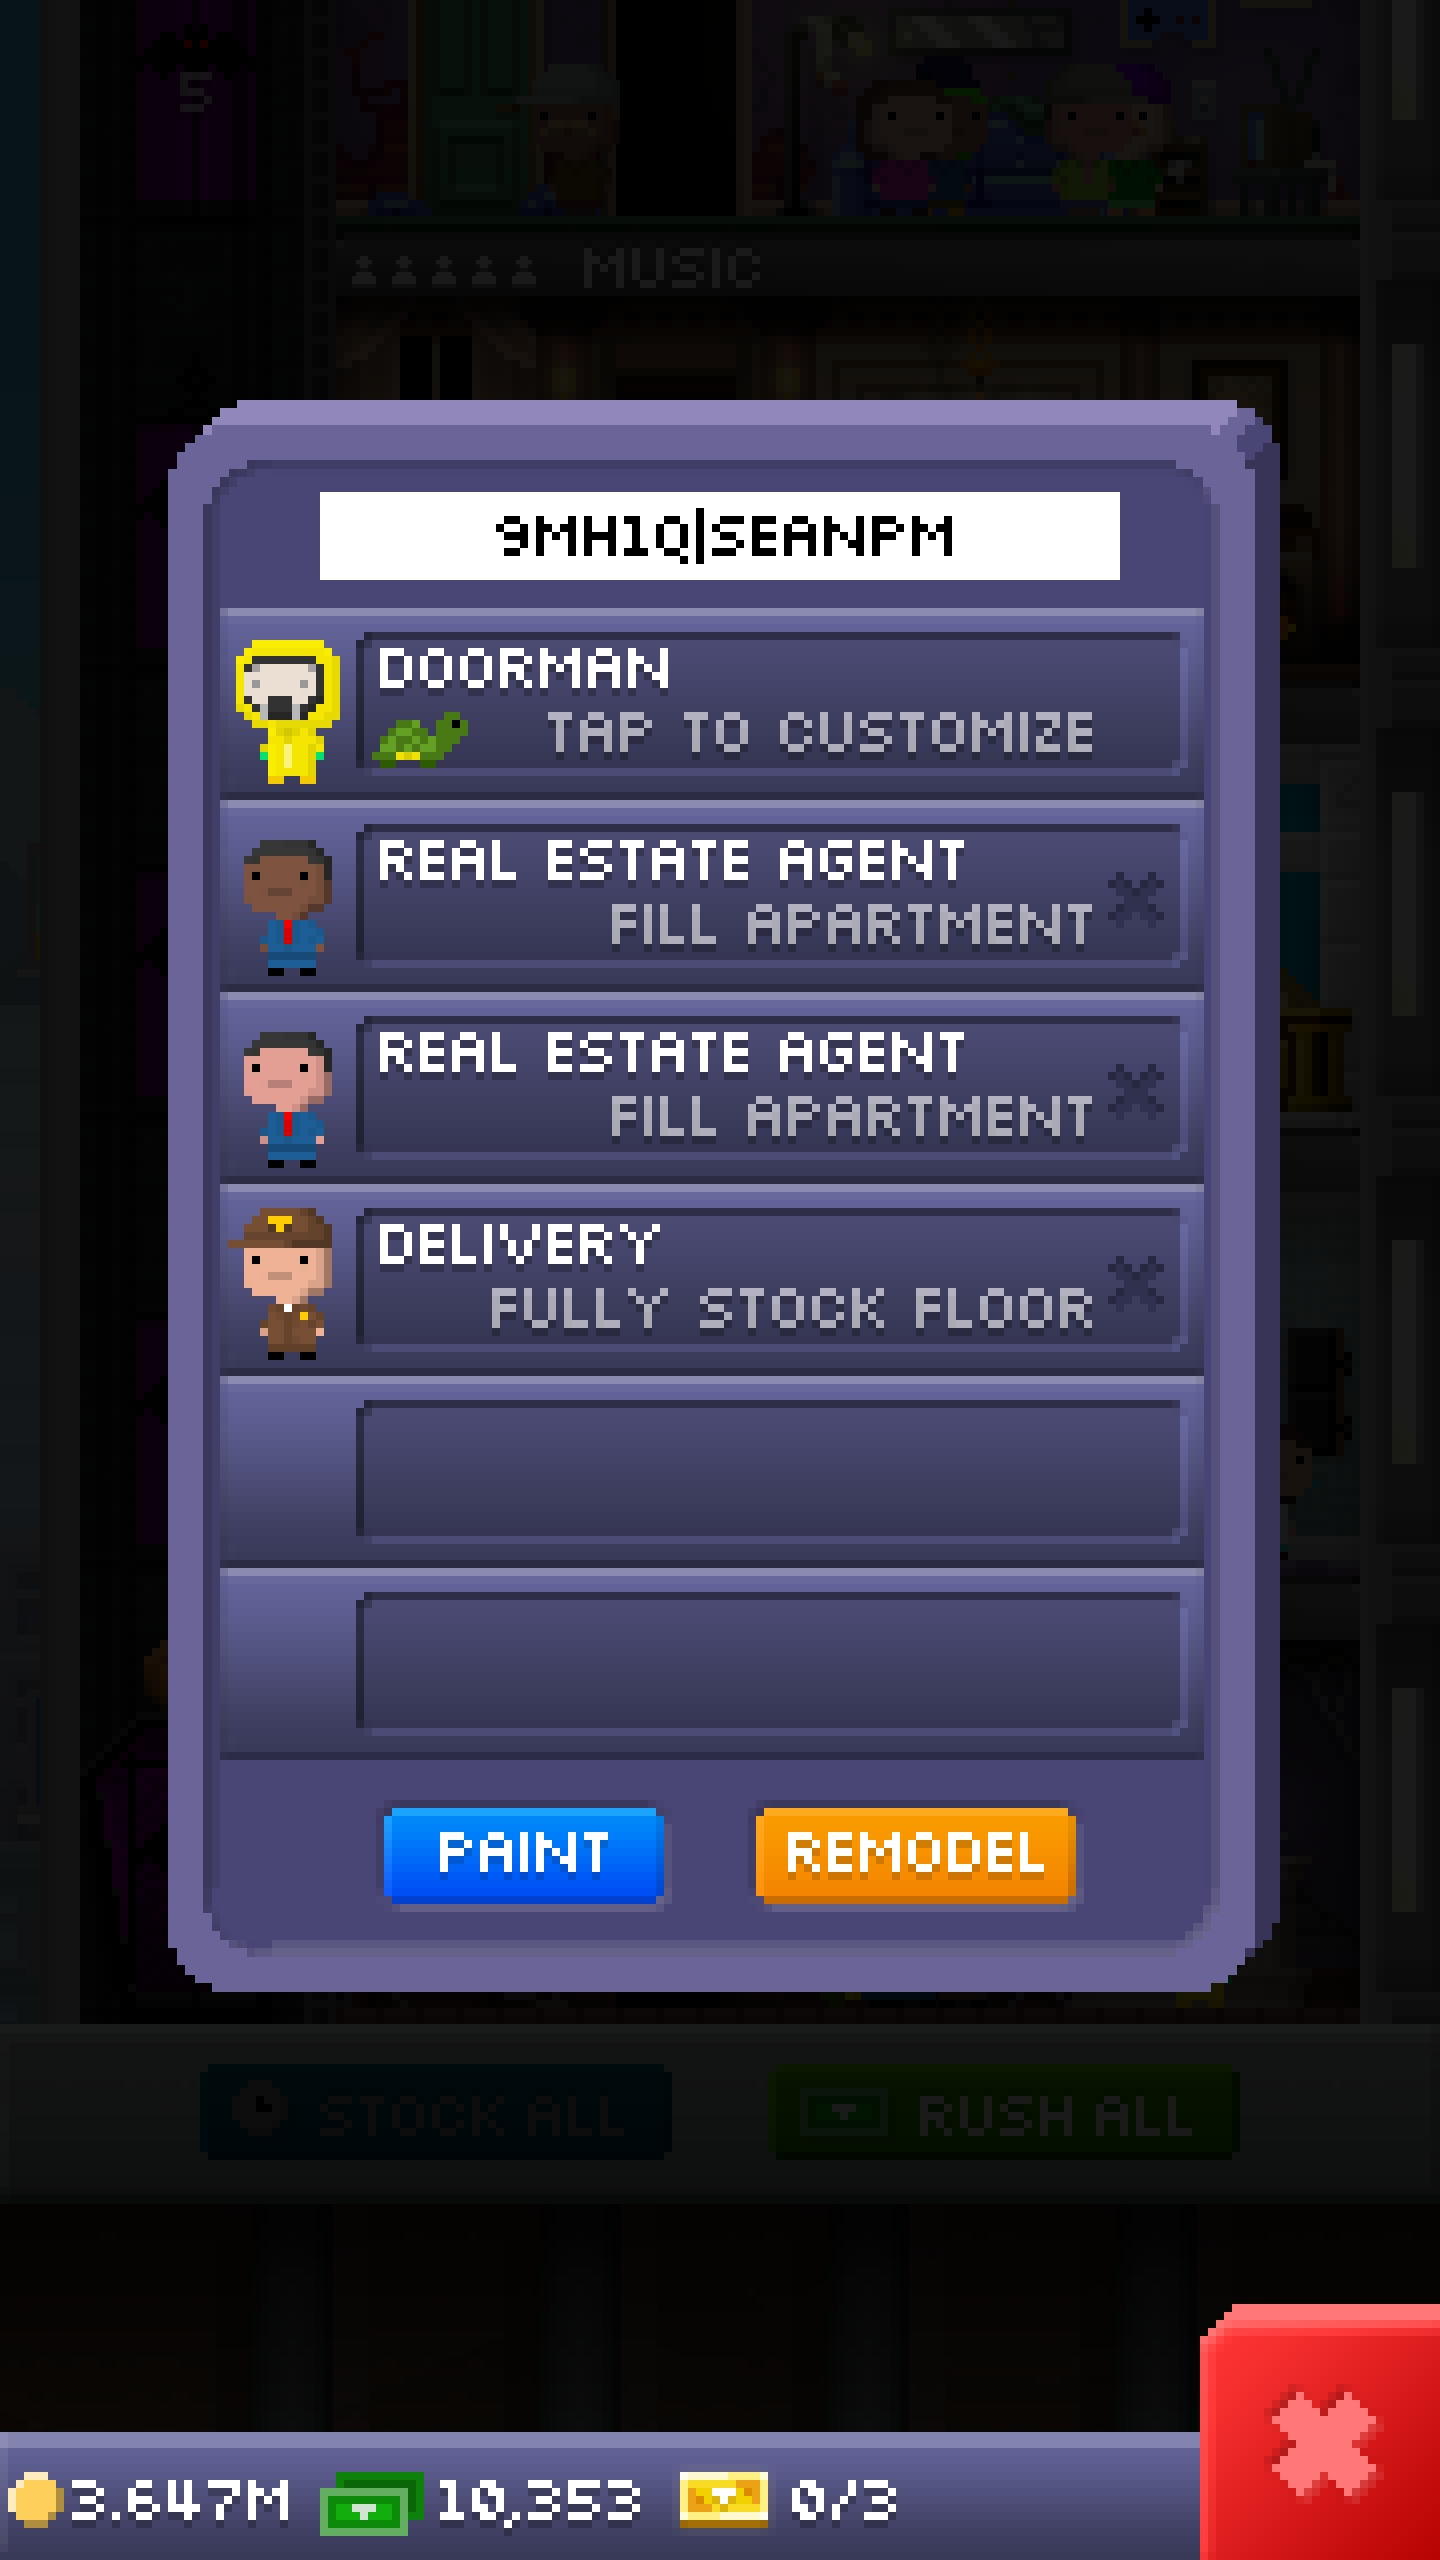 5
MUSIC
9MH1Q|SEANPM
DOORMAN
TAP TO CUSTOMIZE
REAL ESTATE AGENT
FILL APARTMENT
REAL ESTATE AGENT
FILL APARTMENT
DELIVERY
FULLY STOCK FLOOR
PAINT REMODEL
STOCK ALL RUSH ALL
3.647M 10,353 0/3